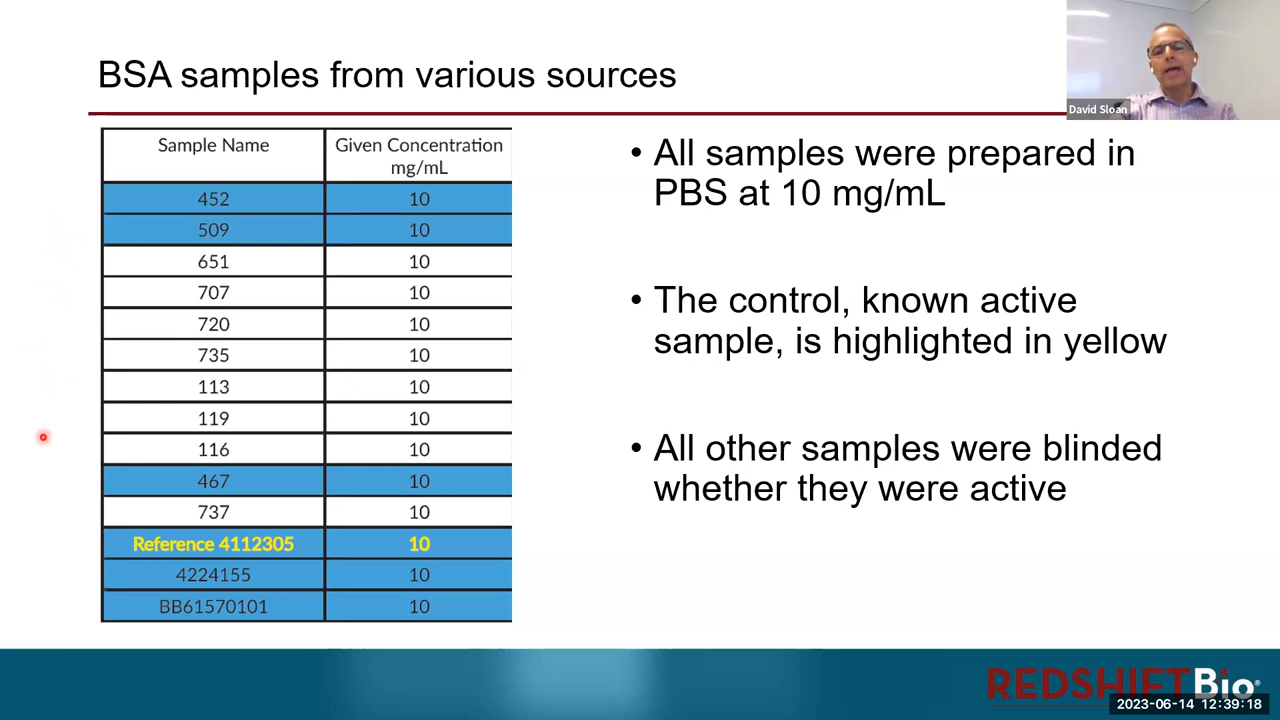 BSA samples from various sources
David Sloan
Sample Name Given Concentration mg/mL
452 10
509 10
651 10
707 10
720 10
735 10
113 10
119 10
116 10
467 10
737 10
Reference 4112305 10
4224155 10
BB61570101 10
• All samples were prepared in
PBS at 10 mg/mL
• The control, known active
sample, is highlighted in yellow
• All other samples were blinded
whether they were active
REDSHIFTBio®
2023-06-14 12:39:18